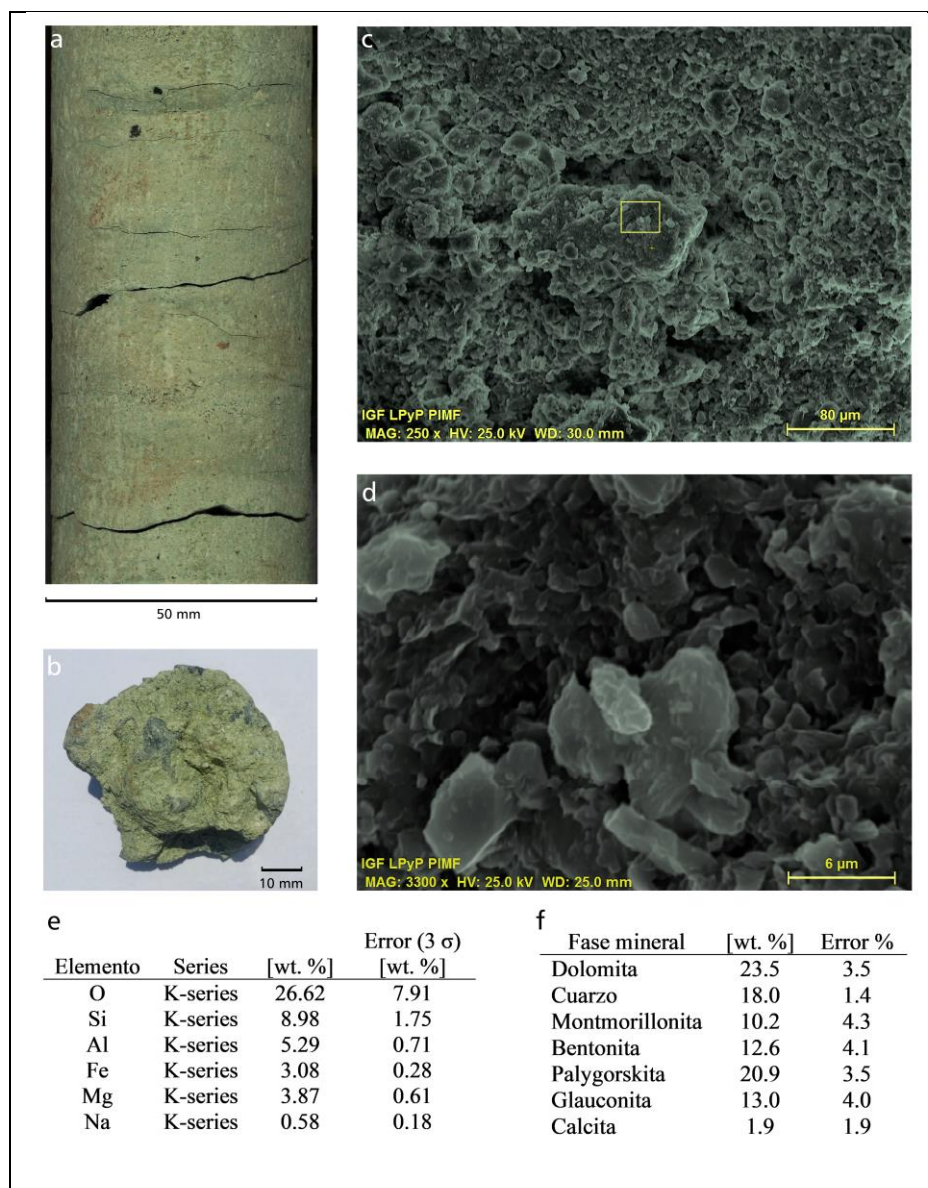 a
50 mm
b
10 mm
c
IGF LPyP PIMF
MAG: 250 x HV: 25.0 kV WD: 30.0 mm
80 µm
d
IGF LPyP PIMF
MAG: 3300 x HV: 25.0 kV WD: 25.0 mm
6 µm
e
Error (3 σ)
Elemento Series [wt. %] [wt. %]
O K-series 26.62 7.91
Si K-series 8.98 1.75
Al K-series 5.29 0.71
Fe K-series 3.08 0.28
Mg K-series 3.87 0.61
Na K-series 0.58 0.18
f
Fase mineral [wt. %] Error %
Dolomita 23.5 3.5
Cuarzo 18.0 1.4
Montmorillonita 10.2 4.3
Bentonita 12.6 4.1
Palygorskita 20.9 3.5
Glauconita 13.0 4.0
Calcita 1.9 1.9